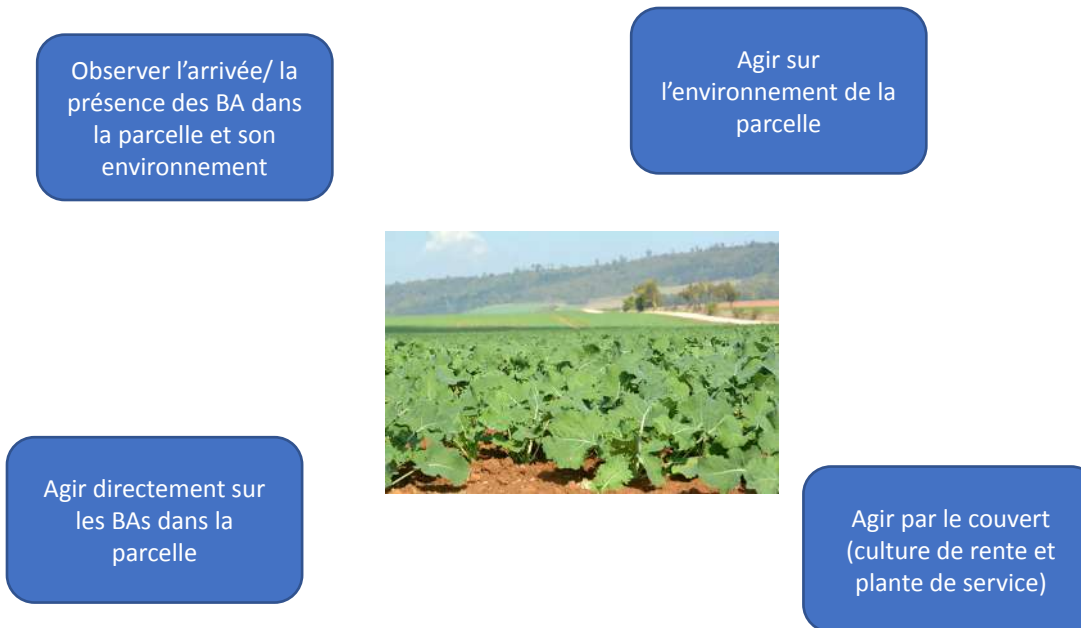 Observer l'arrivée/ la
présence des BA dans
la parcelle et son
environnement
Agir sur
l'environnement de la
parcelle
Agir directement sur
les BAs dans la
parcelle
Agir par le couvert
(culture de rente et
plante de service)